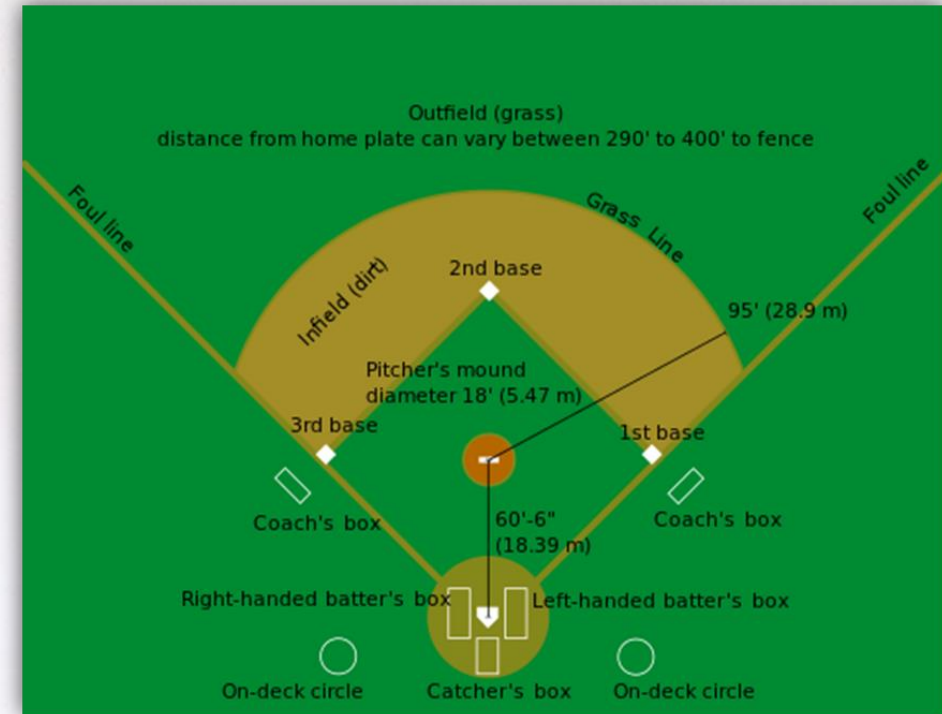 Outfield (grass)
distance from home plate can vary between 290' to 400' to fence
Foul line
Foul line
Grass Line
Infield (dirt)
2nd base
95' (28.9 m)
Pitcher's mound
diameter 18' (5.47 m)
3rd base
1st base
Coach's box
Coach's box
60'-6"
(18.39 m)
Right-handed batter's box
Left-handed batter's box
On-deck circle
Catcher's box
On-deck circle